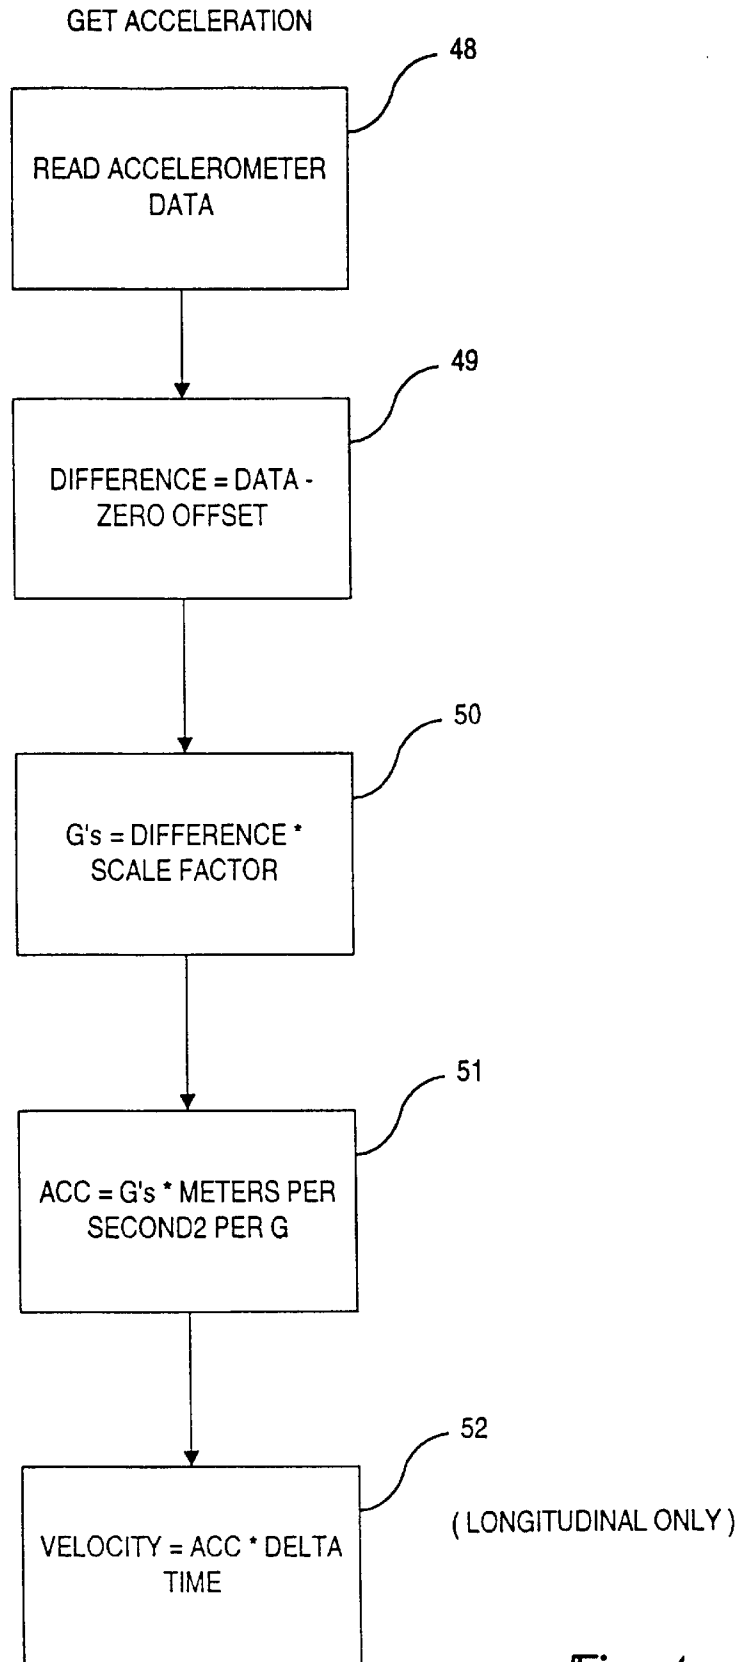 GET ACCELERATION
48
READ ACCELEROMETER
DATA
49
DIFFERENCE = DATA -
ZERO OFFSET
50
G's = DIFFERENCE *
SCALE FACTOR
51
ACC = G's * METERS PER
SECOND2 PER G
52
( LONGITUDINAL ONLY )
VELOCITY = ACC * DELTA
TIME